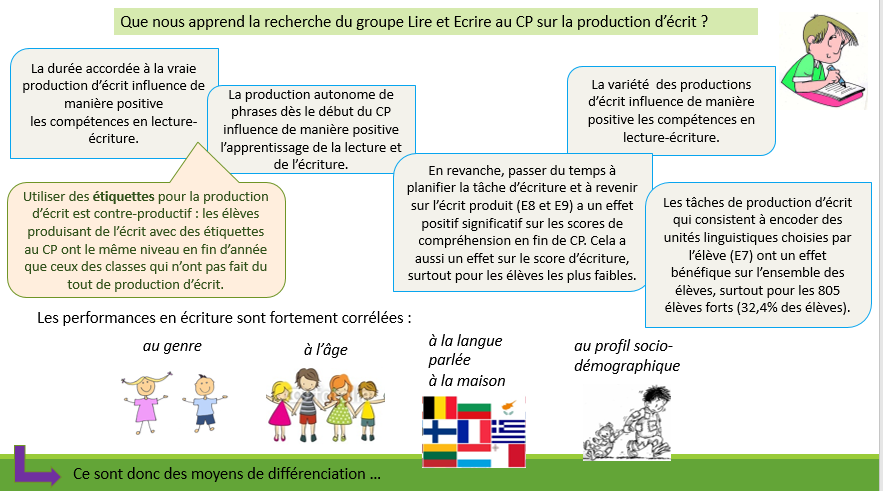 Que nous apprend la recherche du groupe Lire et Ecrire au CP sur la production d'écrit ?
La durée accordée à la vraie
production d'écrit influence de
manière positive
les compétences en lecture-
écriture.
La production autonome de
phrases dès le début du CP
influence de manière positive
l'apprentissage de la lecture et
de l'écriture.
La variété des productions
d'écrit influence de manière
positive les compétences en
lecture-écriture.
Utiliser des étiquettes pour la production
d'écrit est contre-productif : les élèves
produisant de l'écrit avec des étiquettes
au CP ont le même niveau en fin d'année
que ceux des classes qui n'ont pas fait du
tout de production d'écrit.
En revanche, passer du temps à
planifier la tâche d'écriture et à revenir
sur l'écrit produit (E8 et E9) a un effet
positif significatif sur les scores de
compréhension en fin de CP. Cela a
aussi un effet sur le score d'écriture,
surtout pour les élèves les plus faibles.
Les tâches de production d'écrit
qui consistent à encoder des
unités linguistiques choisies par
l'élève (E7) ont un effet
bénéfique sur l'ensemble des
élèves, surtout pour les 805
élèves forts (32,4% des élèves).
Les performances en écriture sont fortement corrélées :
au genre
à l'âge
à la langue
parlée
à la maison
au profil socio-
démographique
Ce sont donc des moyens de différenciation ...